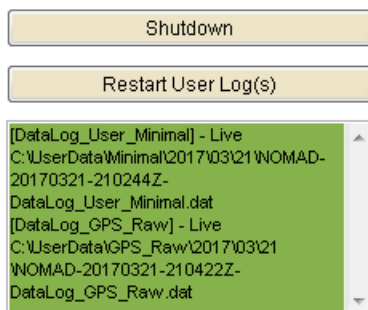 Shutdown
Restart User Log(s)
[DataLog_User_Minimal] - Live
C:\UserData\Minimal\2017\03\21\NOMAD-
20170321-210244Z-
DataLog_User_Minimal.dat
[DataLog_GPS_Raw] - Live
C:\UserData\GPS_Raw\2017\03\21
\NOMAD-20170321-210422Z-
DataLog_GPS_Raw.dat